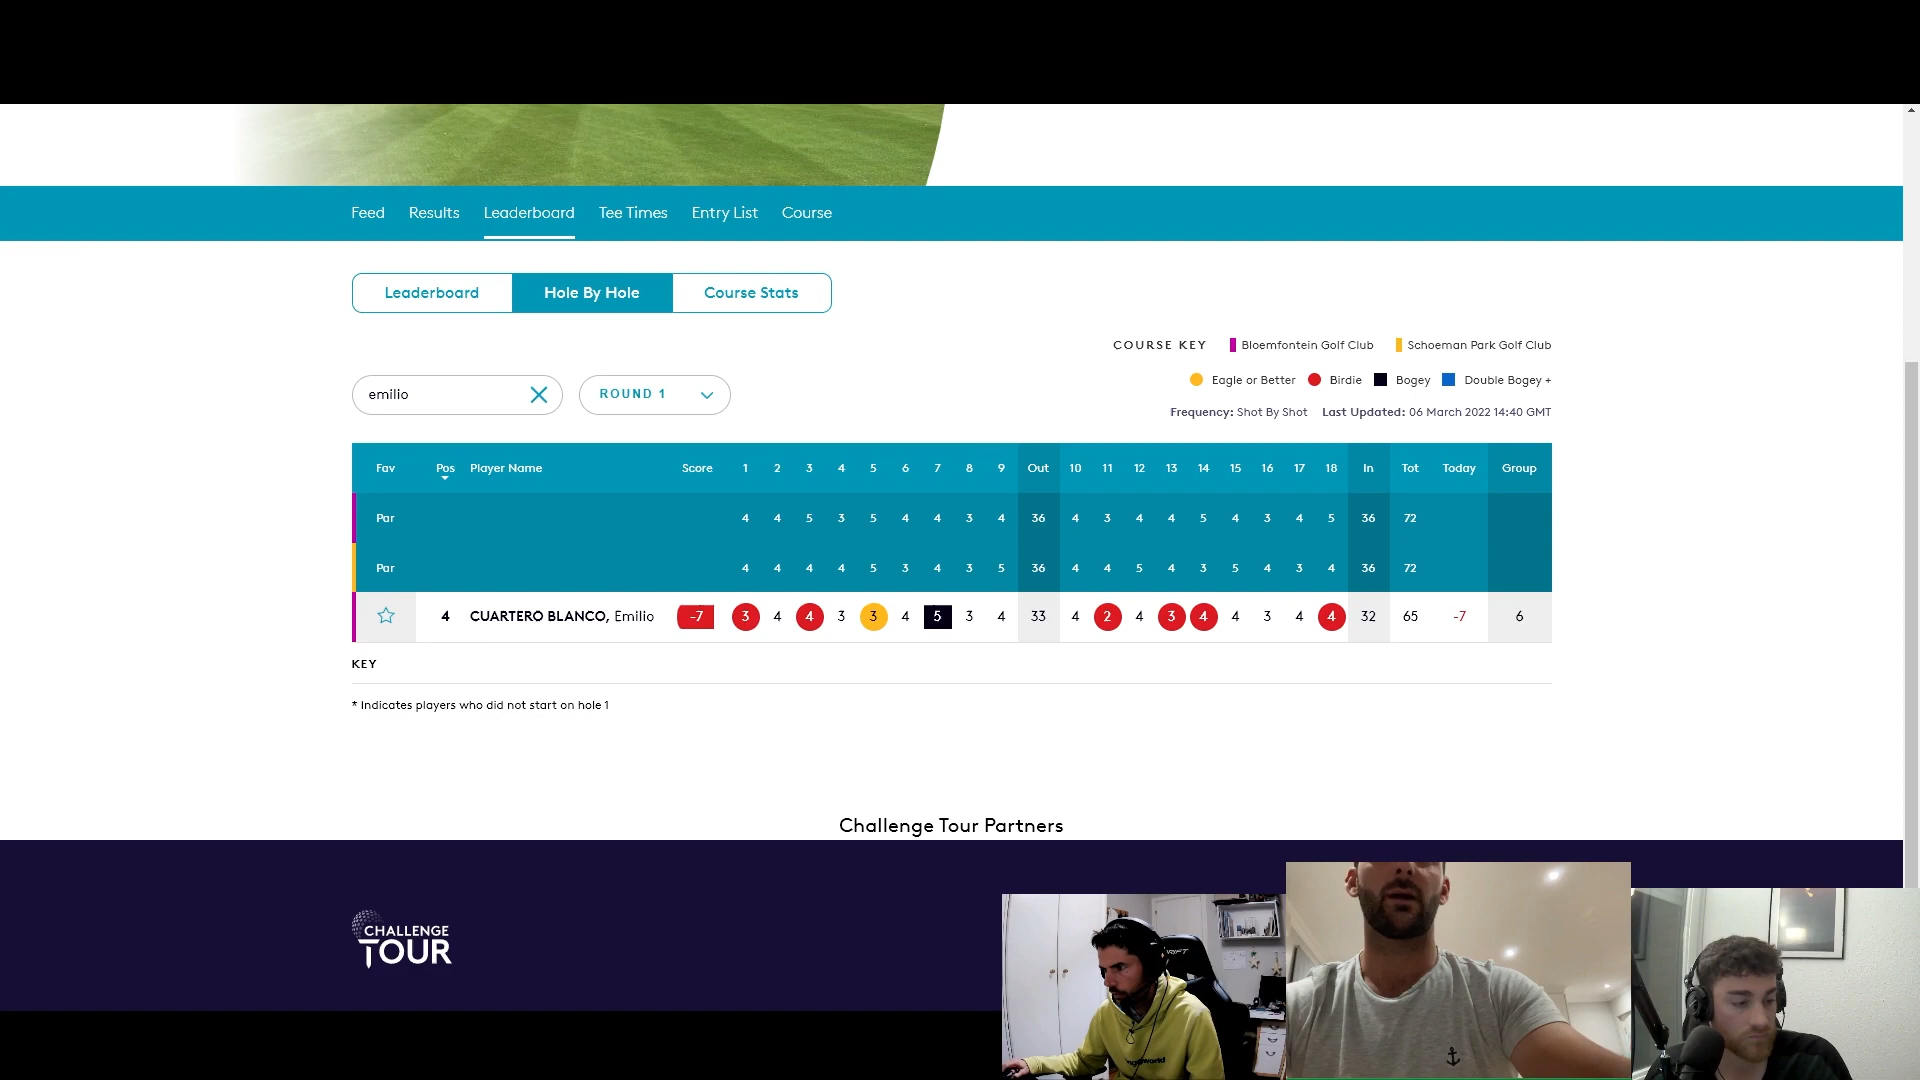 Feed Results Leaderboard Tee Times Entry List Course
Leaderboard Hole By Hole Course Stats
COURSE KEY Bloemfontein Golf Club Schoeman Park Golf Club
emilio ROUND 1 Eagle or Better Birdie Bogey Double Bogey +
Frequency: Shot By Shot Last Updated: 06 March 2022 14:40 GMT
Fav Pos Player Name Score 1 2 3 4 5 6 7 8 9 Out 10 11 12 13 14 15 16 17 18 In Tot Today Group
Par 4 4 5 3 5 4 4 3 4 36 4 3 4 4 5 4 3 4 5 36 72
Par 4 4 4 4 5 3 4 3 5 36 4 4 5 4 3 5 4 3 4 36 72
4 CUARTERO BLANCO, Emilio -7 3 4 4 3 3 4 5 3 4 33 4 2 4 3 4 4 3 4 4 32 65 -7 6
KEY
* Indicates players who did not start on hole 1
Challenge Tour Partners
CHALLENGE
TOUR